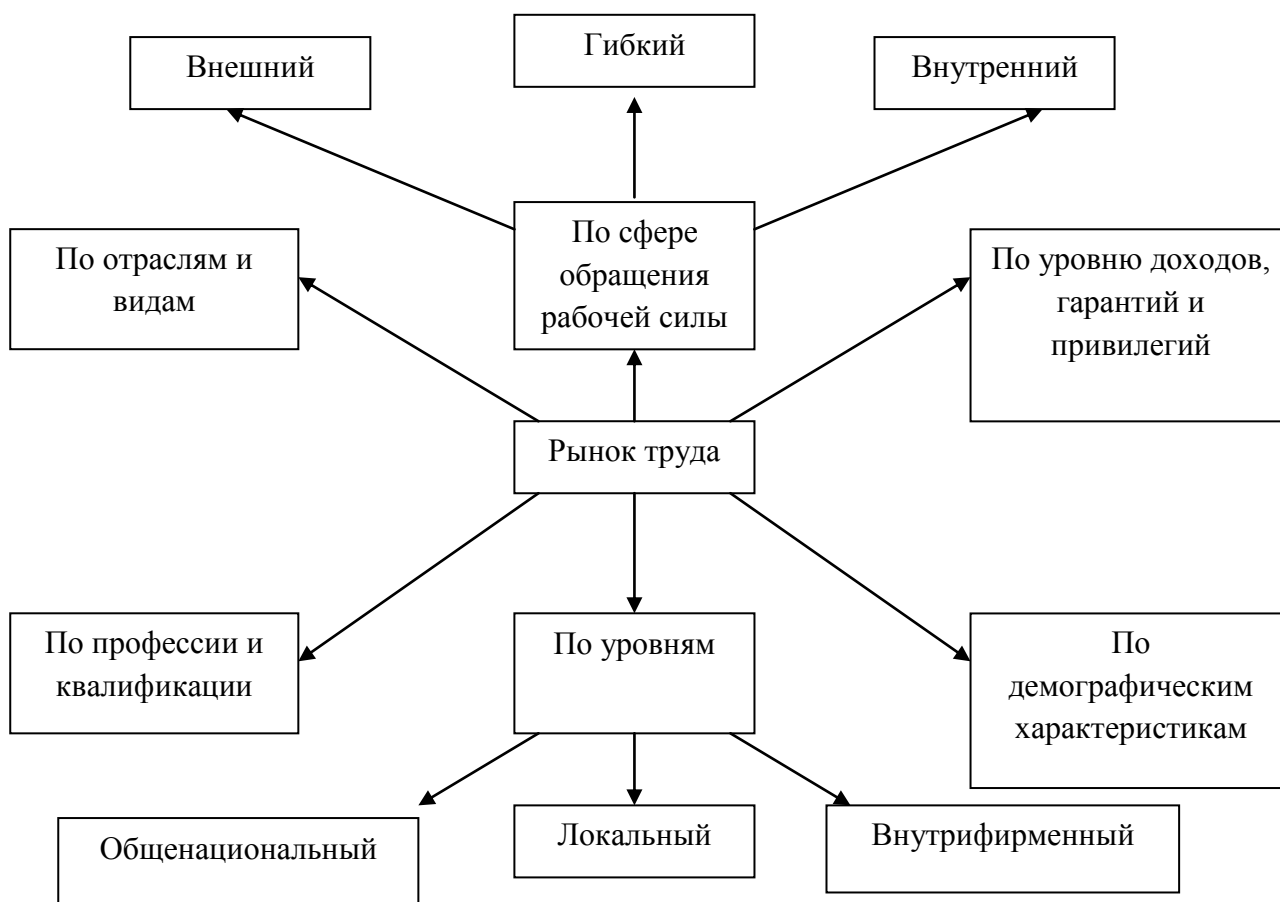 Внешний
Гибкий
Внутренний
По отраслям и
видам
По сфере
обращения
рабочей силы
По уровню доходов,
гарантий и
привилегий
Рынок труда
По профессии и
квалификации
По уровням
По
демографическим
характеристикам
Общенациональный
Локальный
Внутрифирменный